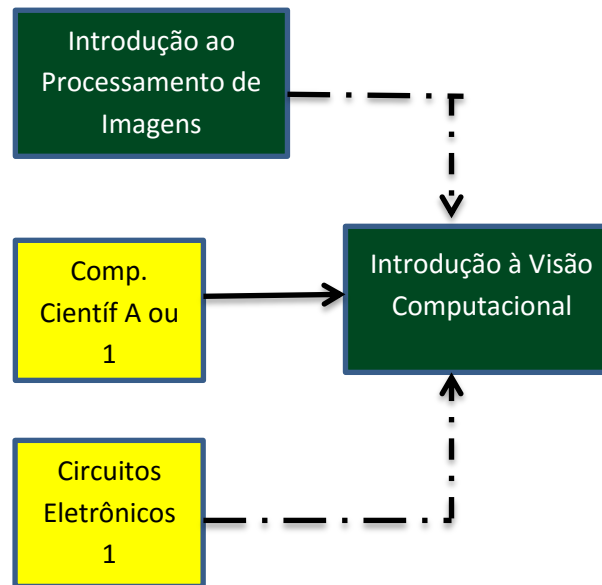 Introdução ao
Processamento de
Imagens
Comp.
Científ A ou
1
Introdução à Visão
Computacional
Circuitos
Eletrônicos
1